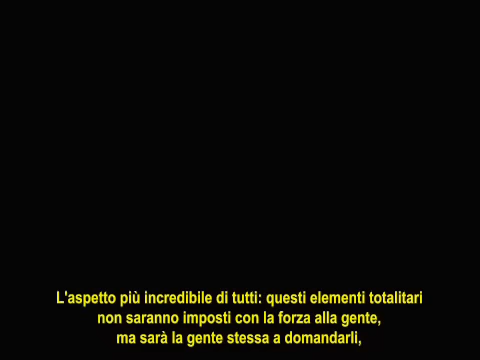 L'aspetto più incredibile di tutti: questi elementi totalitari
non saranno imposti con la forza alla gente,
ma sarà la gente stessa a domandarli,